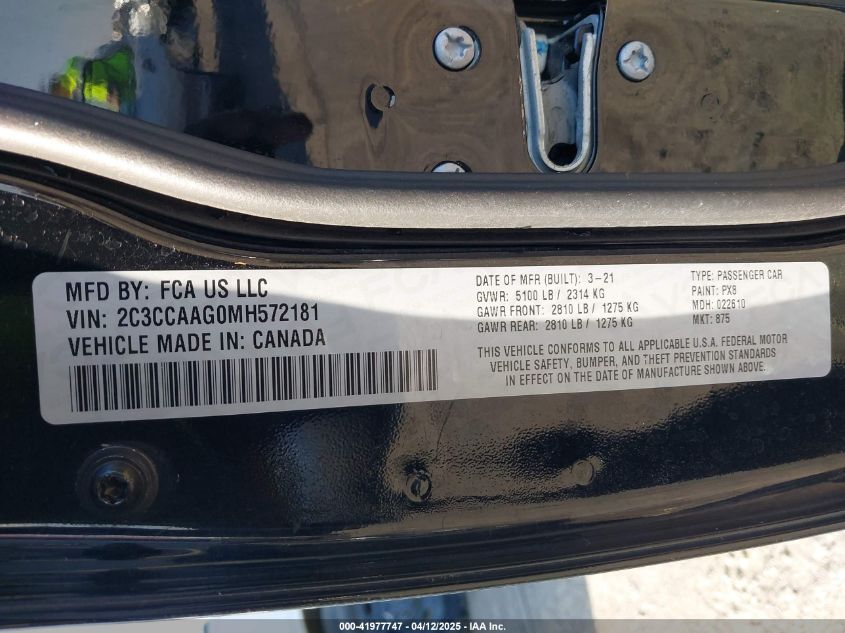 MFD BY: FCA US LLC
VIN: 2C3CCAAG0MH572181
VEHICLE MADE IN: CANADA
DATE OF MFR (BUILT): 3-21
GVWR: 5100 LB / 2314 KG
GAWR FRONT: 2810 LB / 1275 KG
GAWR REAR: 2810 LB / 1275 KG
TYPE: PASSENGER CAR
PAINT: PX8
MDH: 022610
MKT: 875
THIS VEHICLE CONFORMS TO ALL APPLICABLE U.S.A. FEDERAL MOTOR
VEHICLE SAFETY, BUMPER, AND THEFT PREVENTION STANDARDS
IN EFFECT ON THE DATE OF MANUFACTURE SHOWN ABOVE.
000-41977747 - 04/12/2025 - IAA Inc.